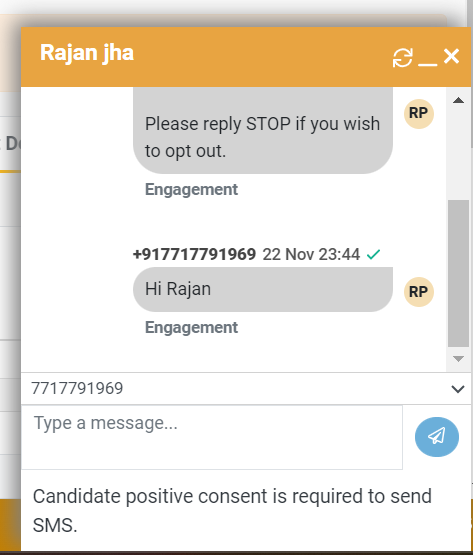 Rajan jha
t De
Please reply STOP if you wish
to opt out.
RP
Engagement
+917717791969 22 Nov 23:44
Hi Rajan
RP
Engagement
7717791969
Type a message...
Candidate positive consent is required to send
SMS.